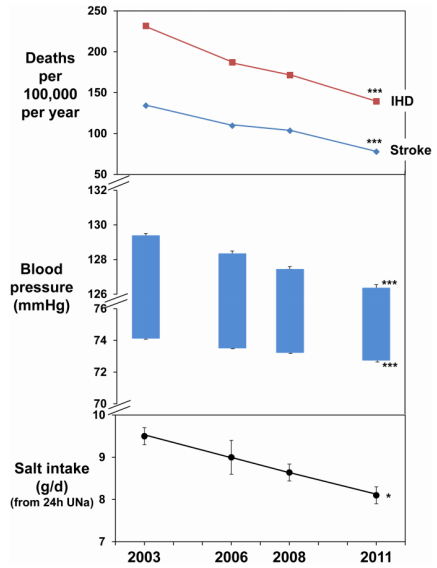 250
Deaths
per
100,000
per year
200
150
100
50
***
IHD
***
Stroke
132
130
128
126
74
72
70
Blood
pressure
(mmHg)
***
***
10
9
8
7
Salt intake
(g/d)
(from 24h UNa)
*
2003 2006 2008 2011